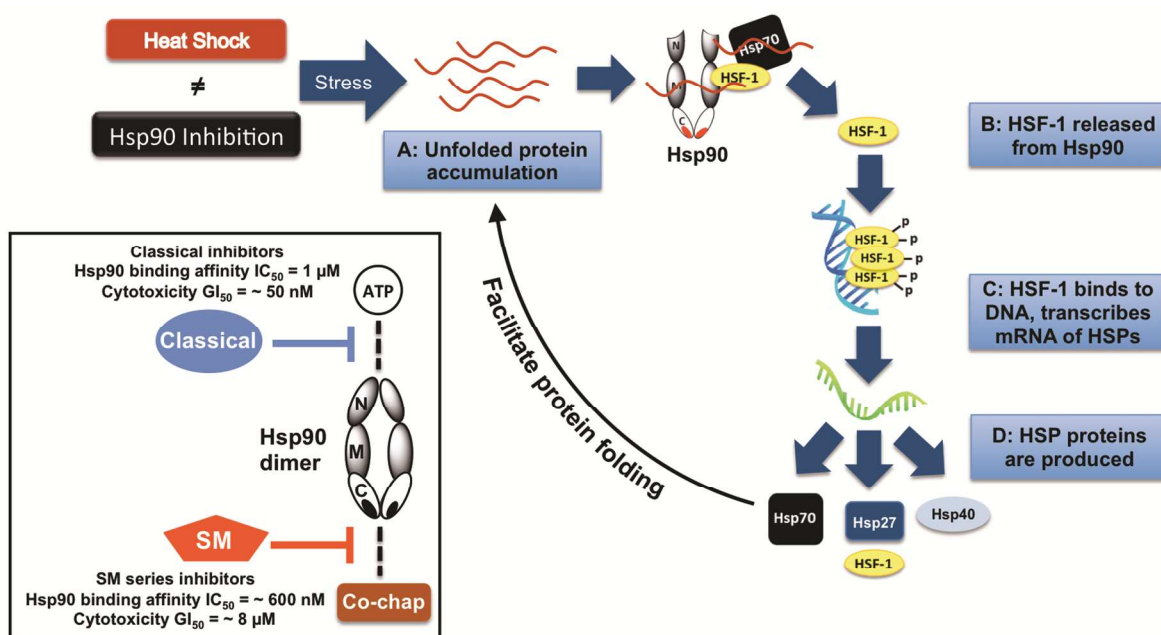 Heat Shock
≠
Hsp90 Inhibition
Stress
A: Unfolded protein
accumulation
N
M
C
Hsp70
HSF-1
Hsp90
HSF-1
B: HSF-1 released
from Hsp90
HSF-1
HSF-1
HSF-1
p
p
p
p
C: HSF-1 binds to
DNA, transcribes
mRNA of HSPs
D: HSP proteins
are produced
Hsp70
Hsp27
Hsp40
HSF-1
Facilitate protein folding
Classical inhibitors
Hsp90 binding affinity IC50 = 1 µM
Cytotoxicity GI50 = ~ 50 nM
ATP
Classical
N
M
C
Hsp90
dimer
SM
SM series inhibitors
Hsp90 binding affinity IC50 = ~ 600 nM
Cytotoxicity GI50 = ~ 8 µM
Co-chap